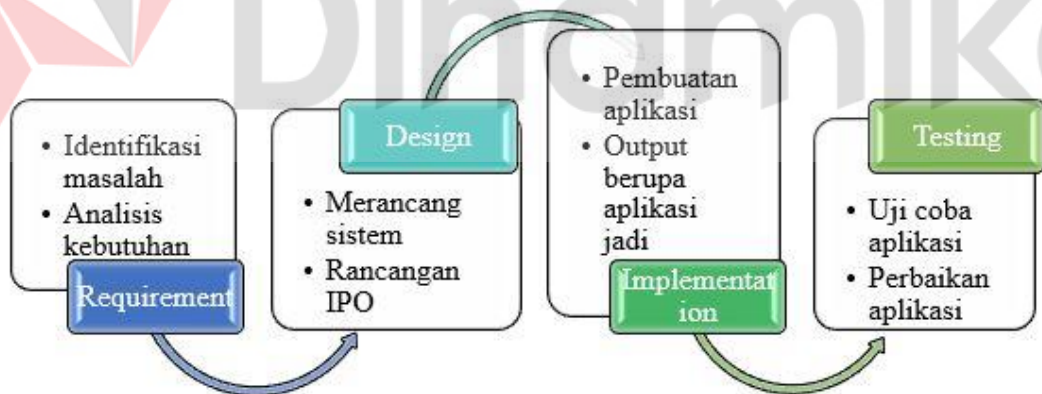 Dinamika
• Identifikasi
masalah
• Analisis
kebutuhan
Requirement
Design
• Merancang
sistem
• Rancangan
IPO
• Pembuatan
aplikasi
• Output
berupa
aplikasi
jadi
Implementat
ion
Testing
• Uji coba
aplikasi
• Perbaikan
aplikasi